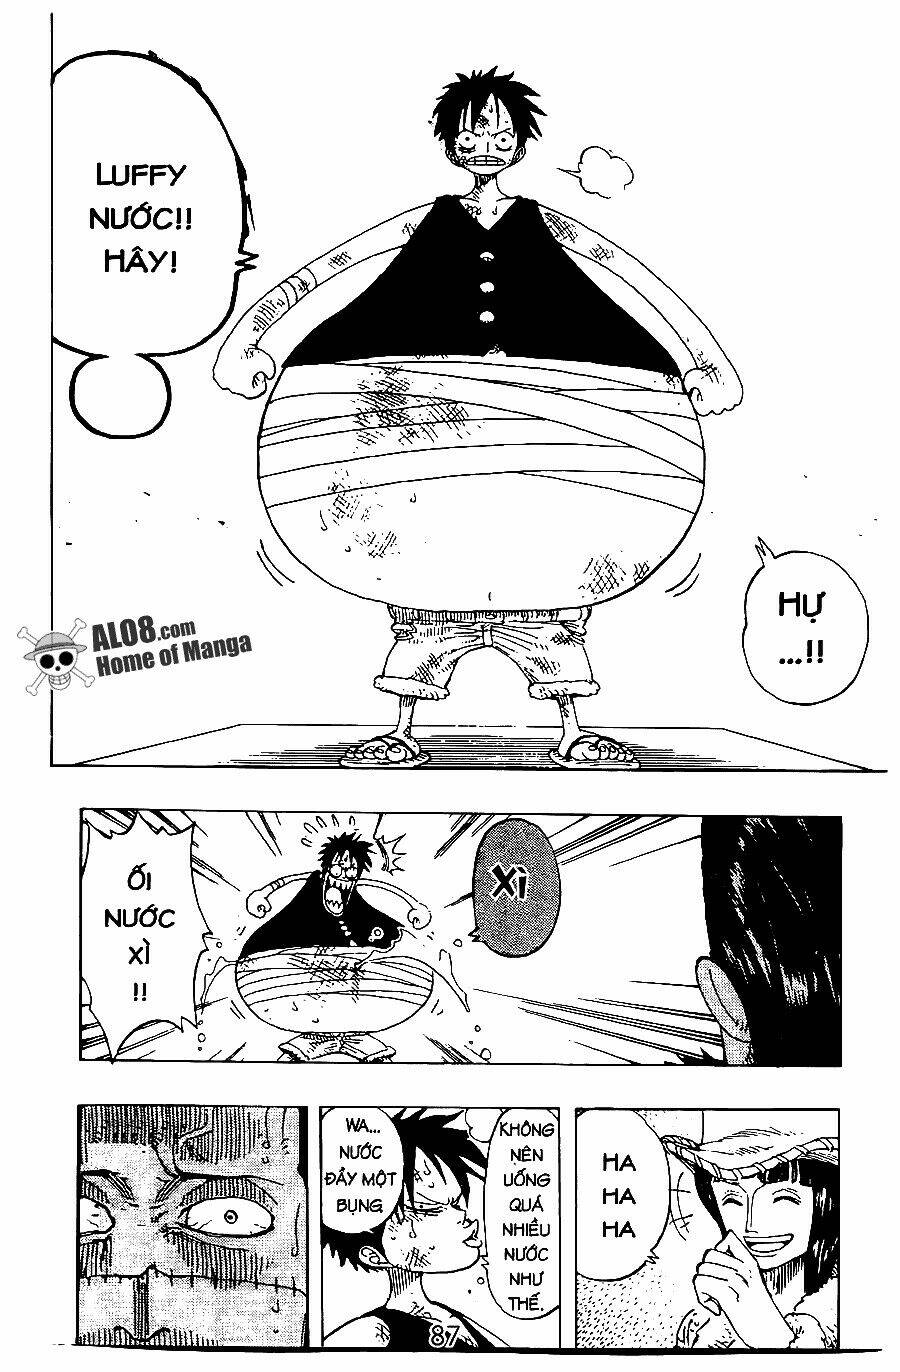 LUFFY
NƯỚC!!
HÂY!
HỰ
...!!
AL08.com
Home of Manga
XÌ
ỐI
NƯỚC
XÌ
!!
HA
HA
HA
KHÔNG
NÊN
UỐNG
QUÁ
NHIỀU
NƯỚC
NHƯ
THẾ.
WA...
NƯỚC
ĐẦY MỘT
BỤNG.
87